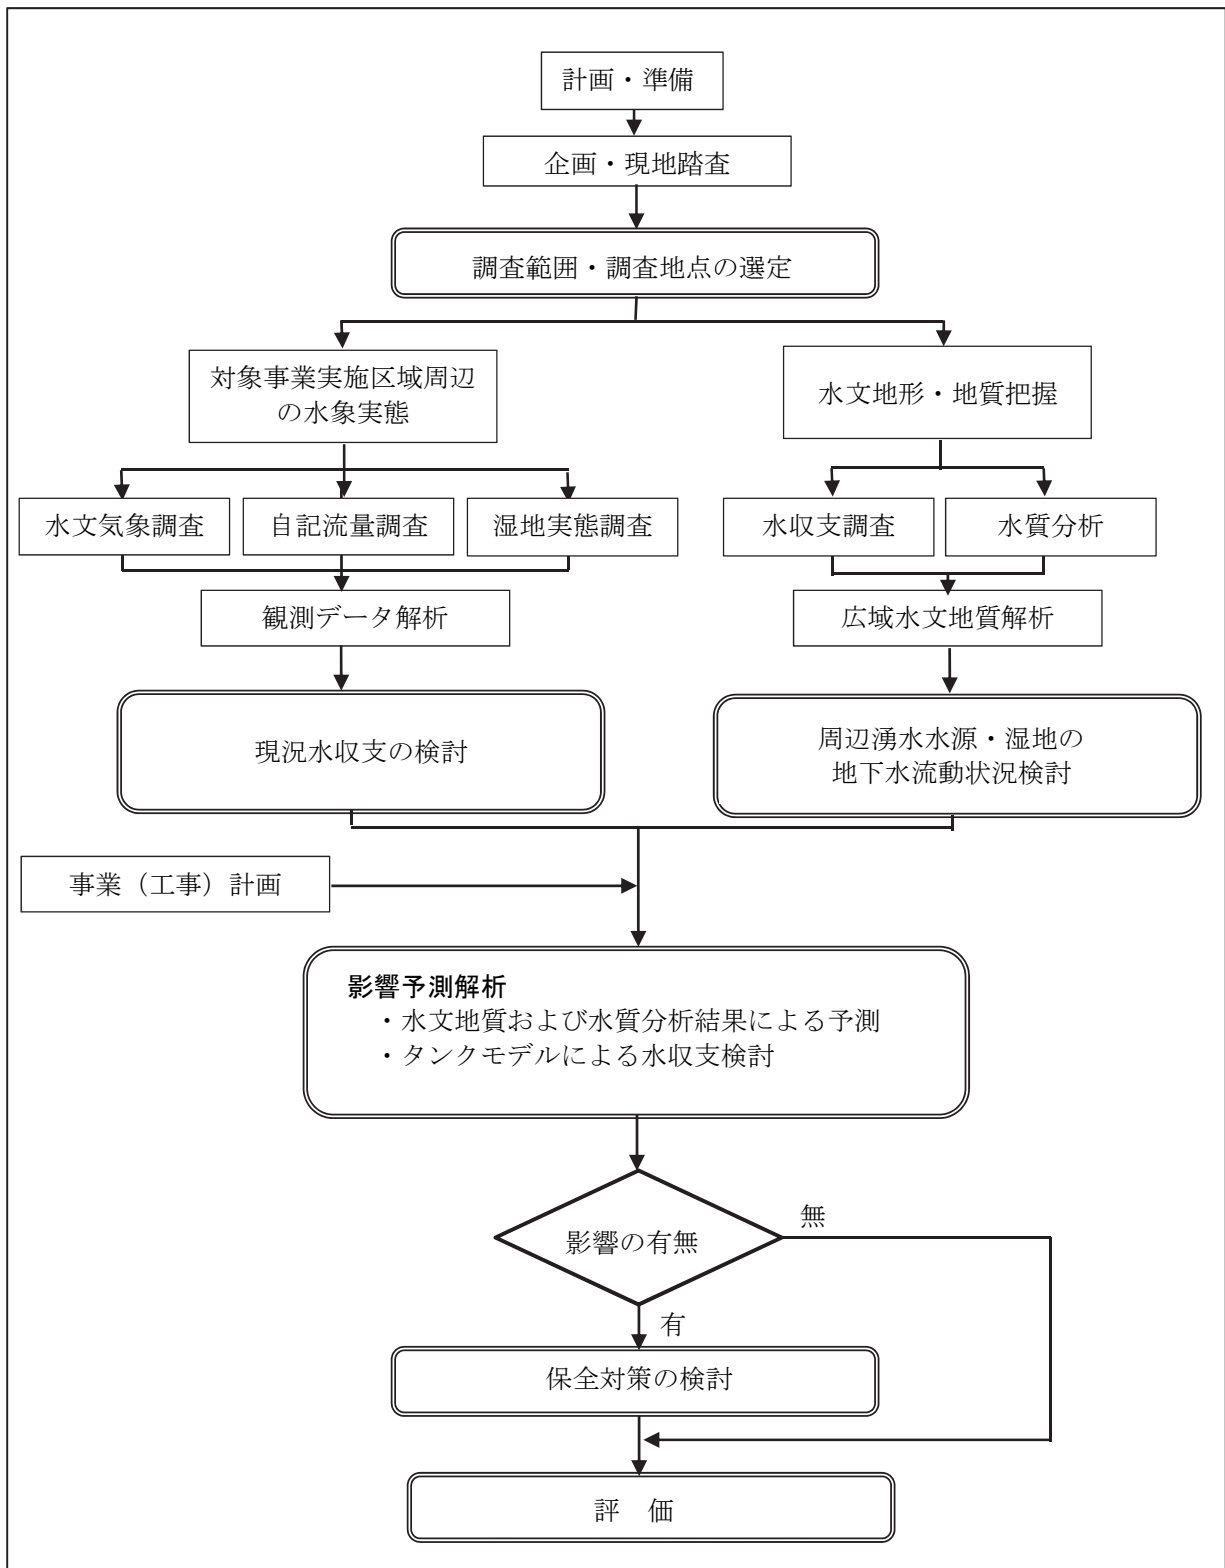 計画・準備
企画・現地踏査
調査範囲・調査地点の選定
対象事業実施区域周辺
の水象実態
水文地形・地質把握
水文気象調査
自記流量調査
湿地実態調査
水収支調査
水質分析
観測データ解析
広域水文地質解析
現況水収支の検討
周辺湧水水源・湿地の
地下水流動状況検討
事業（工事）計画
影響予測解析
・水文地質および水質分析結果による予測
・タンクモデルによる水収支検討
影響の有無
無
有
保全対策の検討
評　価